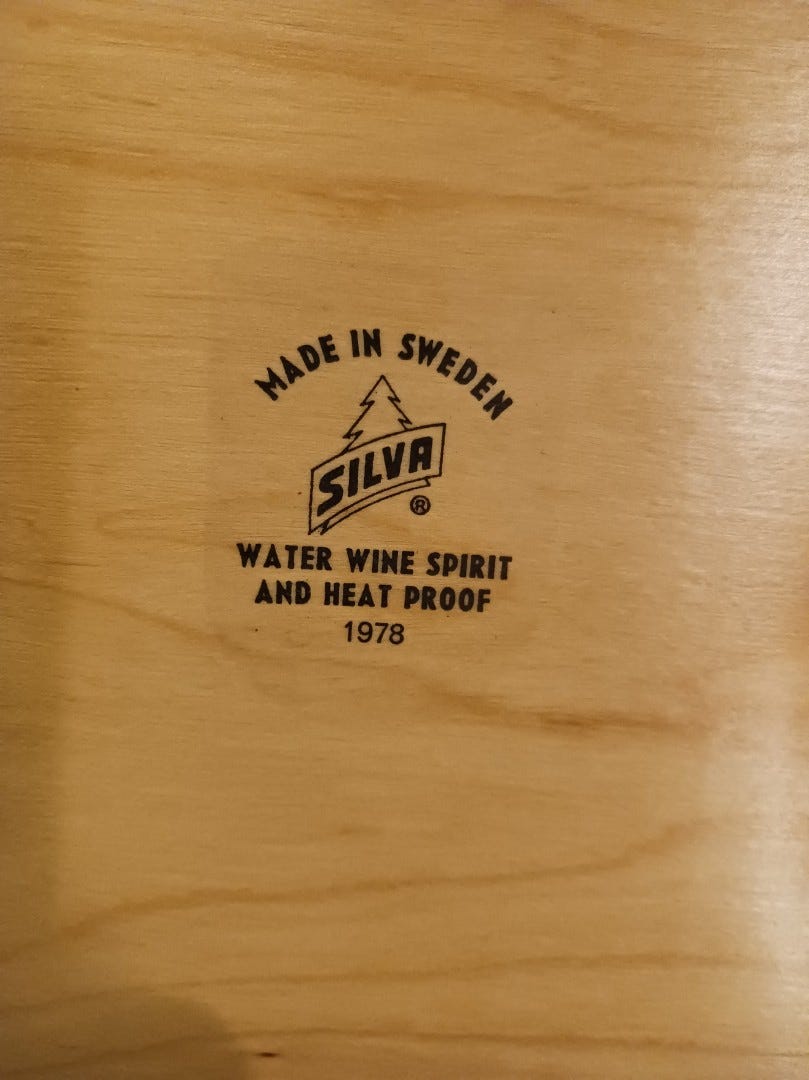 MADE IN SWEDEN
SILVA
®
WATER WINE SPIRIT
AND HEAT PROOF
1978